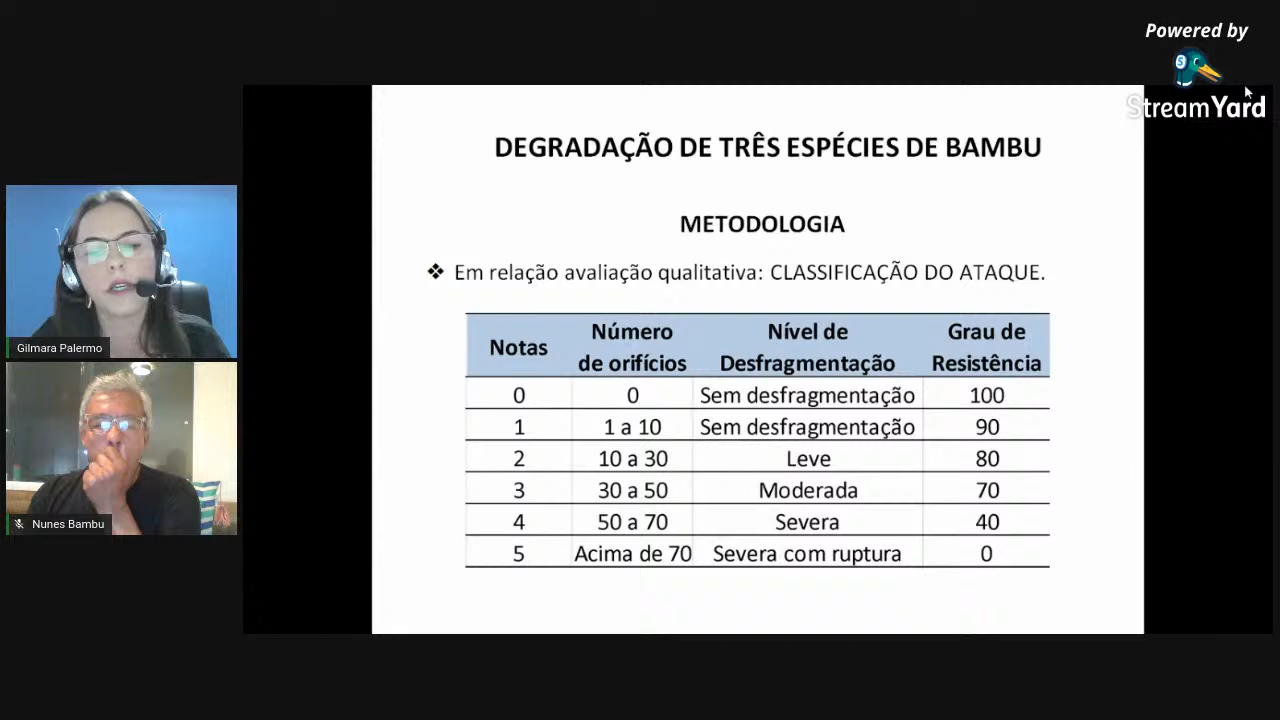 Powered by
StreamYard
DEGRADAÇÃO DE TRÊS ESPÉCIES DE BAMBU
METODOLOGIA
❖ Em relação avaliação qualitativa: CLASSIFICAÇÃO DO ATAQUE.
Notas Número de orifícios Nível de Desfragmentação Grau de Resistência
0 0 Sem desfragmentação 100
1 1 a 10 Sem desfragmentação 90
2 10 a 30 Leve 80
3 30 a 50 Moderada 70
4 50 a 70 Severa 40
5 Acima de 70 Severa com ruptura 0
Gilmara Palermo
Nunes Bambu